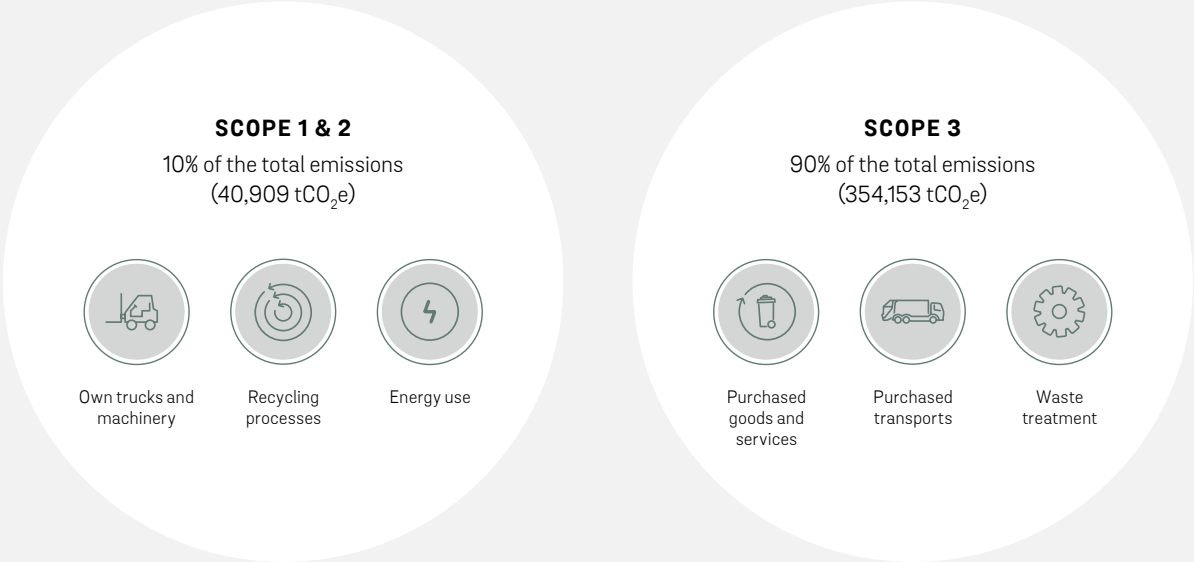 SCOPE 1 & 2
10% of the total emissions
(40,909 tCO₂e)
Own trucks and
machinery
Recycling
processes
Energy use
SCOPE 3
90% of the total emissions
(354,153 tCO₂e)
Purchased
goods and
services
Purchased
transports
Waste
treatment